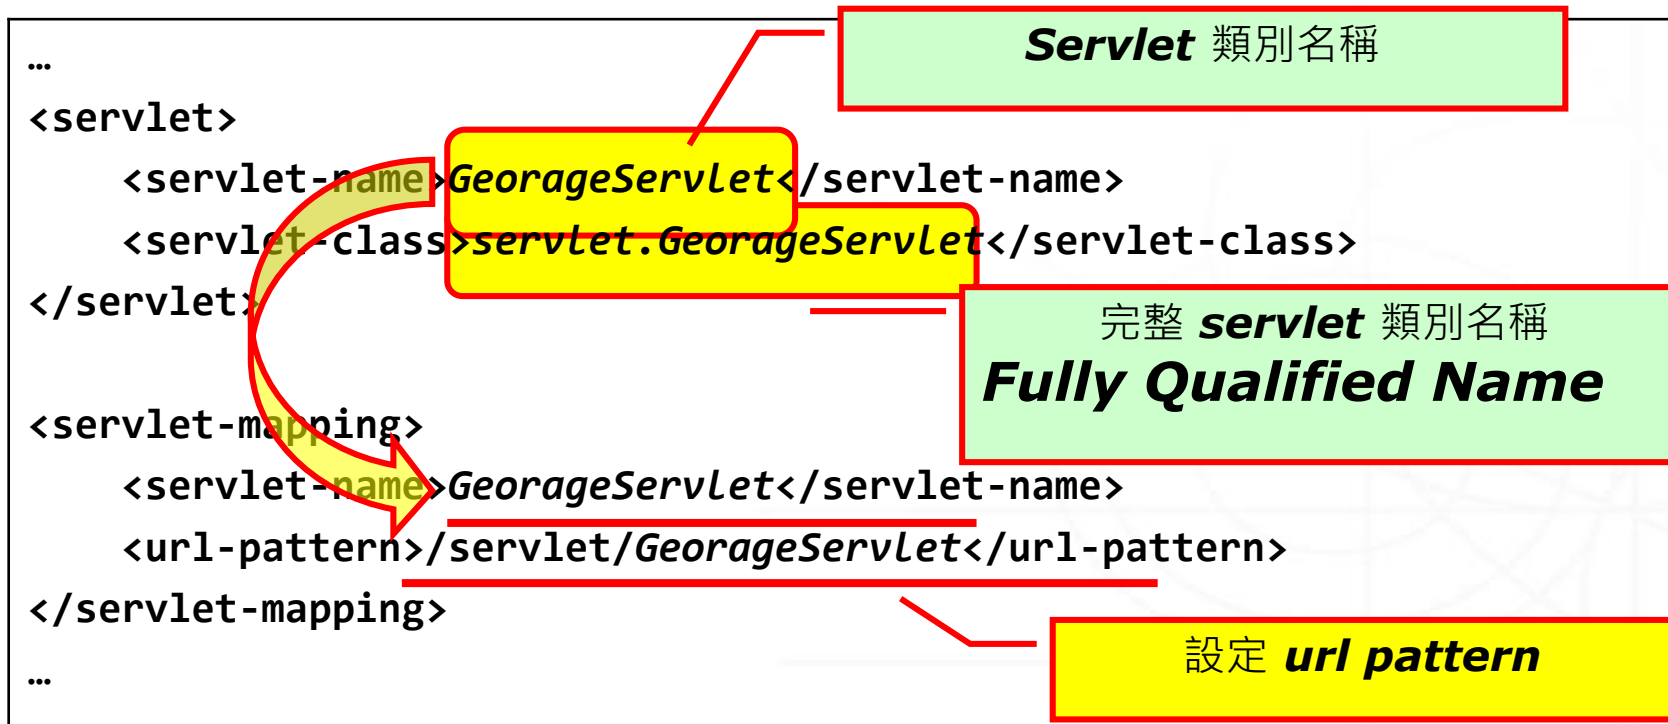 …
Servlet 類別名稱
<servlet>
<servlet-name>GeorageServlet</servlet-name>
<servlet-class>servlet.GeorageServlet</servlet-class>
</servlet>
完整 servlet 類別名稱
Fully Qualified Name
<servlet-mapping>
<servlet-name>GeorageServlet</servlet-name>
<url-pattern>/servlet/GeorageServlet</url-pattern>
</servlet-mapping>
設定 url pattern
…